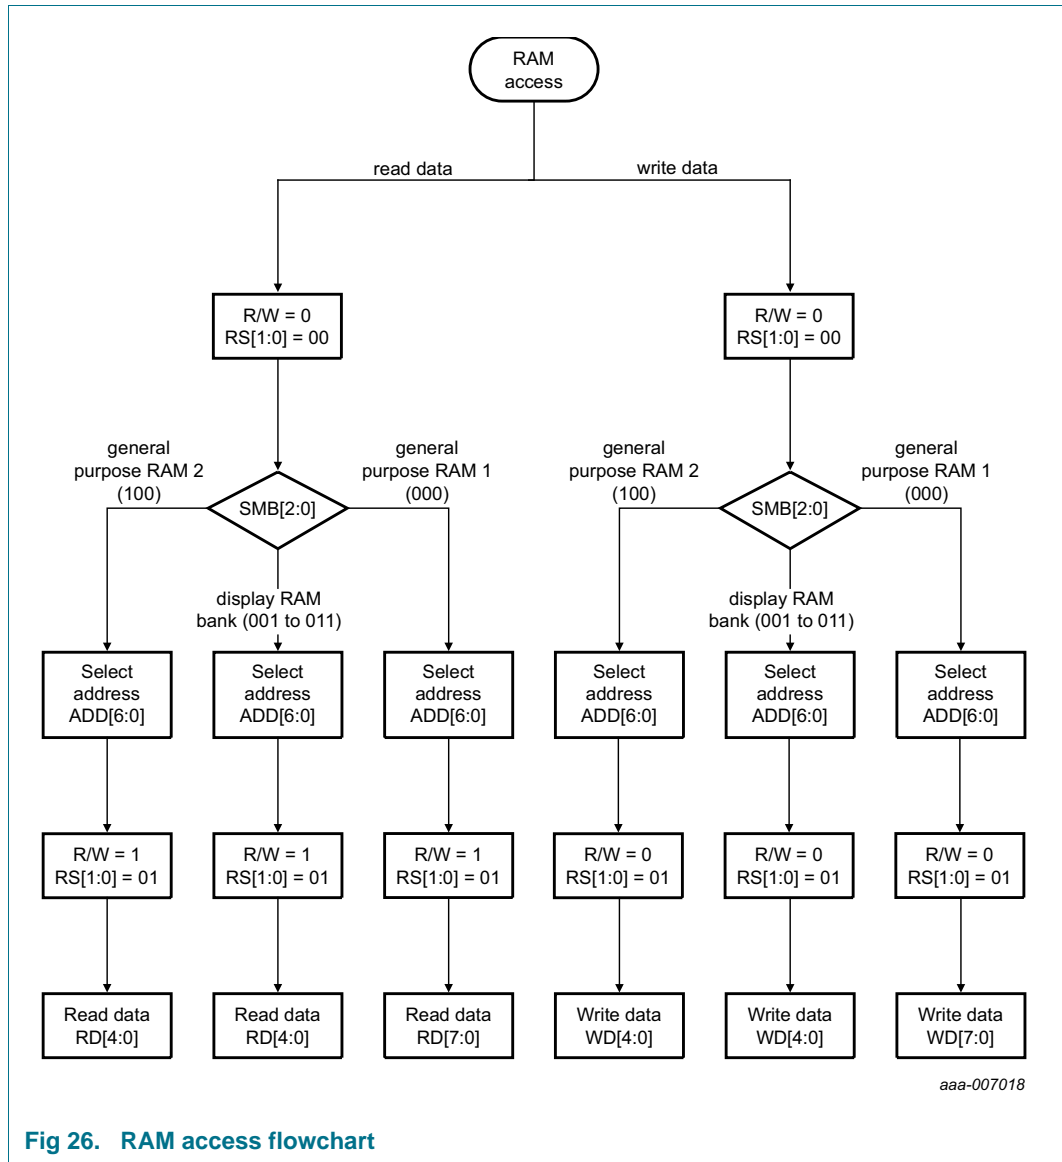 RAM
access
read data
write data
R/W = 0
RS[1:0] = 00
R/W = 0
RS[1:0] = 00
general
purpose RAM 2
(100)
general
purpose RAM 1
(000)
general
purpose RAM 2
(100)
general
purpose RAM 1
(000)
SMB[2:0]
SMB[2:0]
display RAM
bank (001 to 011)
display RAM
bank (001 to 011)
Select
address
ADD[6:0]
Select
address
ADD[6:0]
Select
address
ADD[6:0]
Select
address
ADD[6:0]
Select
address
ADD[6:0]
Select
address
ADD[6:0]
R/W = 1
RS[1:0] = 01
R/W = 1
RS[1:0] = 01
R/W = 1
RS[1:0] = 01
R/W = 0
RS[1:0] = 01
R/W = 0
RS[1:0] = 01
R/W = 0
RS[1:0] = 01
Read data
RD[4:0]
Read data
RD[4:0]
Read data
RD[7:0]
Write data
WD[4:0]
Write data
WD[4:0]
Write data
WD[7:0]
aaa-007018
Fig 26. RAM access flowchart